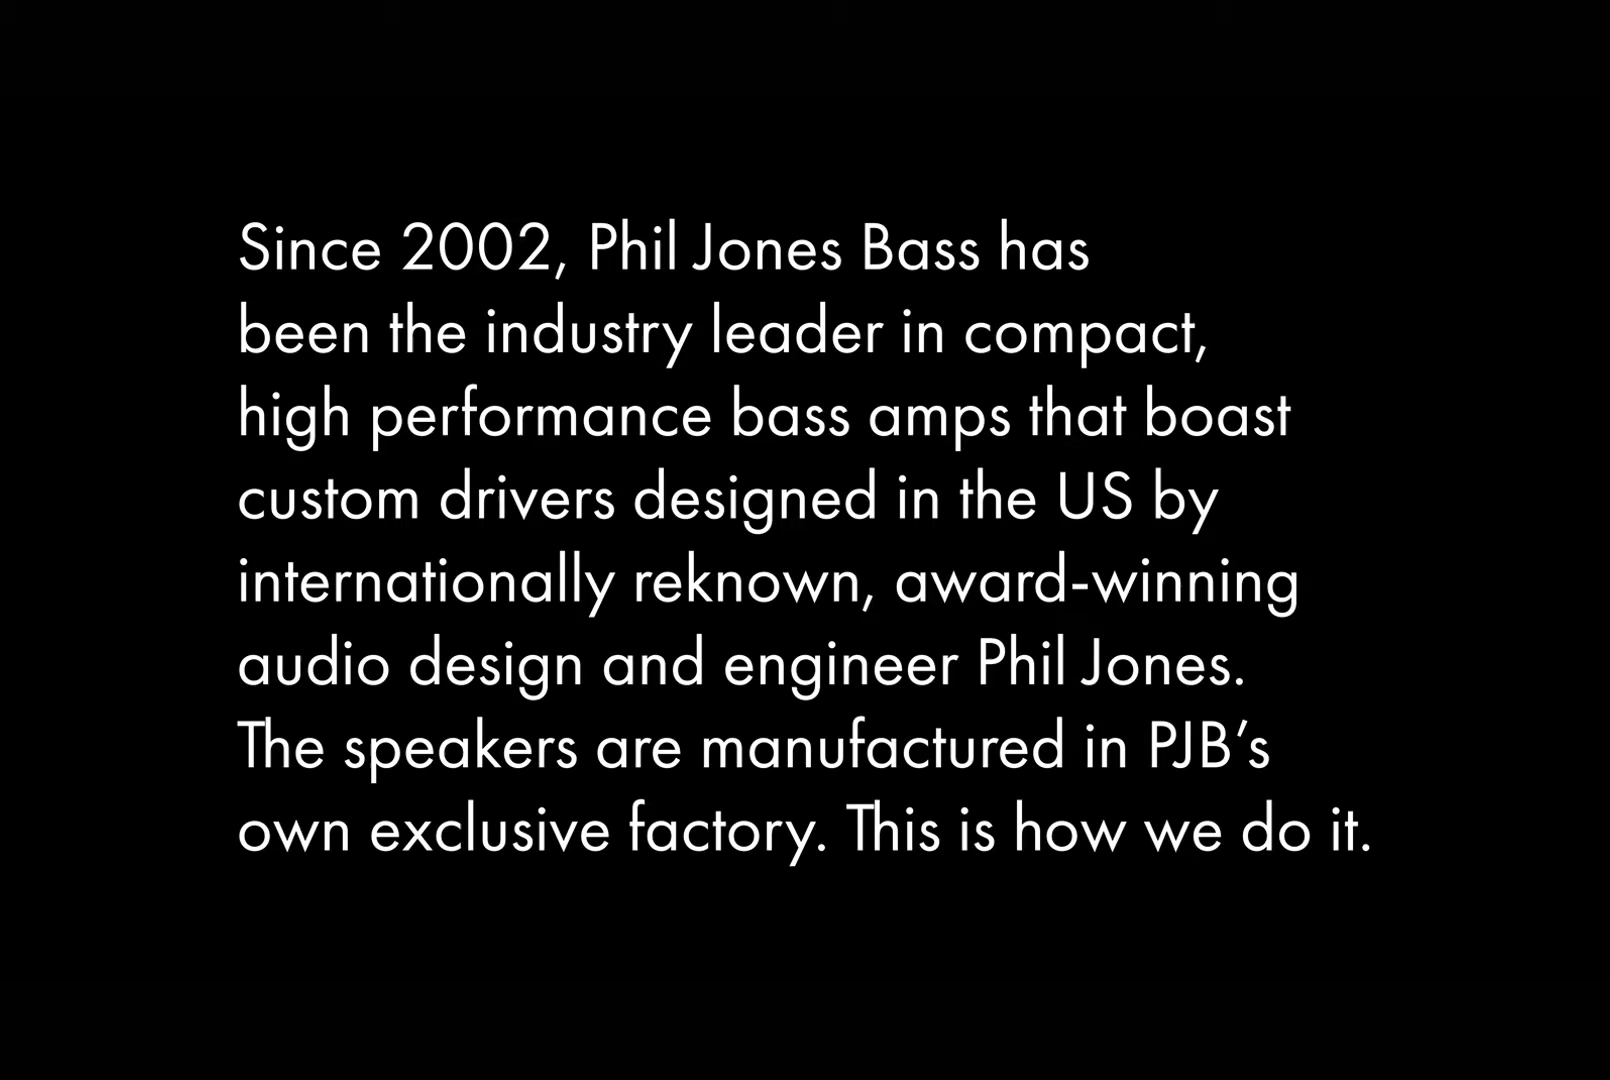 Since 2002, Phil Jones Bass has
been the industry leader in compact,
high performance bass amps that boast
custom drivers designed in the US by
internationally reknown, award-winning
audio design and engineer Phil Jones.
The speakers are manufactured in PJB’s
own exclusive factory. This is how we do it.